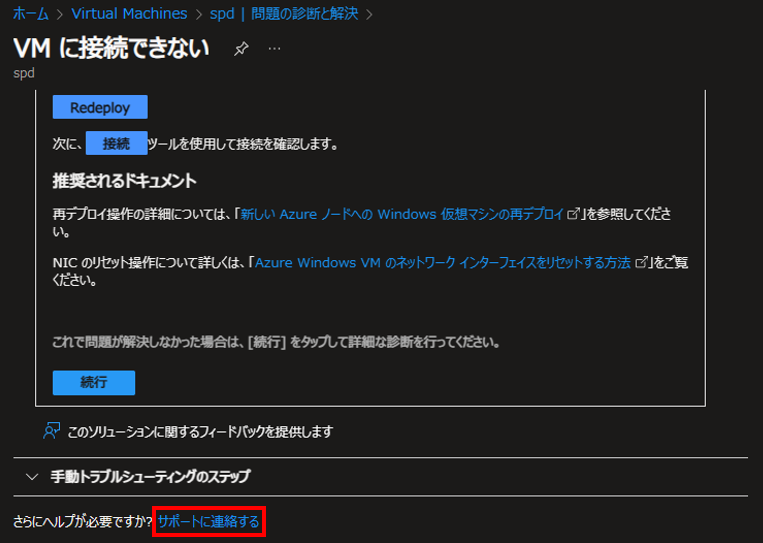 ホーム > Virtual Machines > spd | 問題の診断と解決 >
VM に接続できない ...
spd
Redeploy
次に、 接続 ツールを使用して接続を確認します。
推奨されるドキュメント
再デプロイ操作の詳細については、「新しい Azure ノードへの Windows 仮想マシンの再デプロイ」を参照してくださ
い。
NIC のリセット操作について詳しくは、「Azure Windows VM のネットワーク インターフェイスをリセットする方法」をご覧
ください。
これで問題が解決しなかった場合は、[続行] をタップして詳細な診断を行ってください。
続行
このソリューションに関するフィードバックを提供します
手動トラブルシューティングのステップ
さらにヘルプが必要ですか? サポートに連絡する